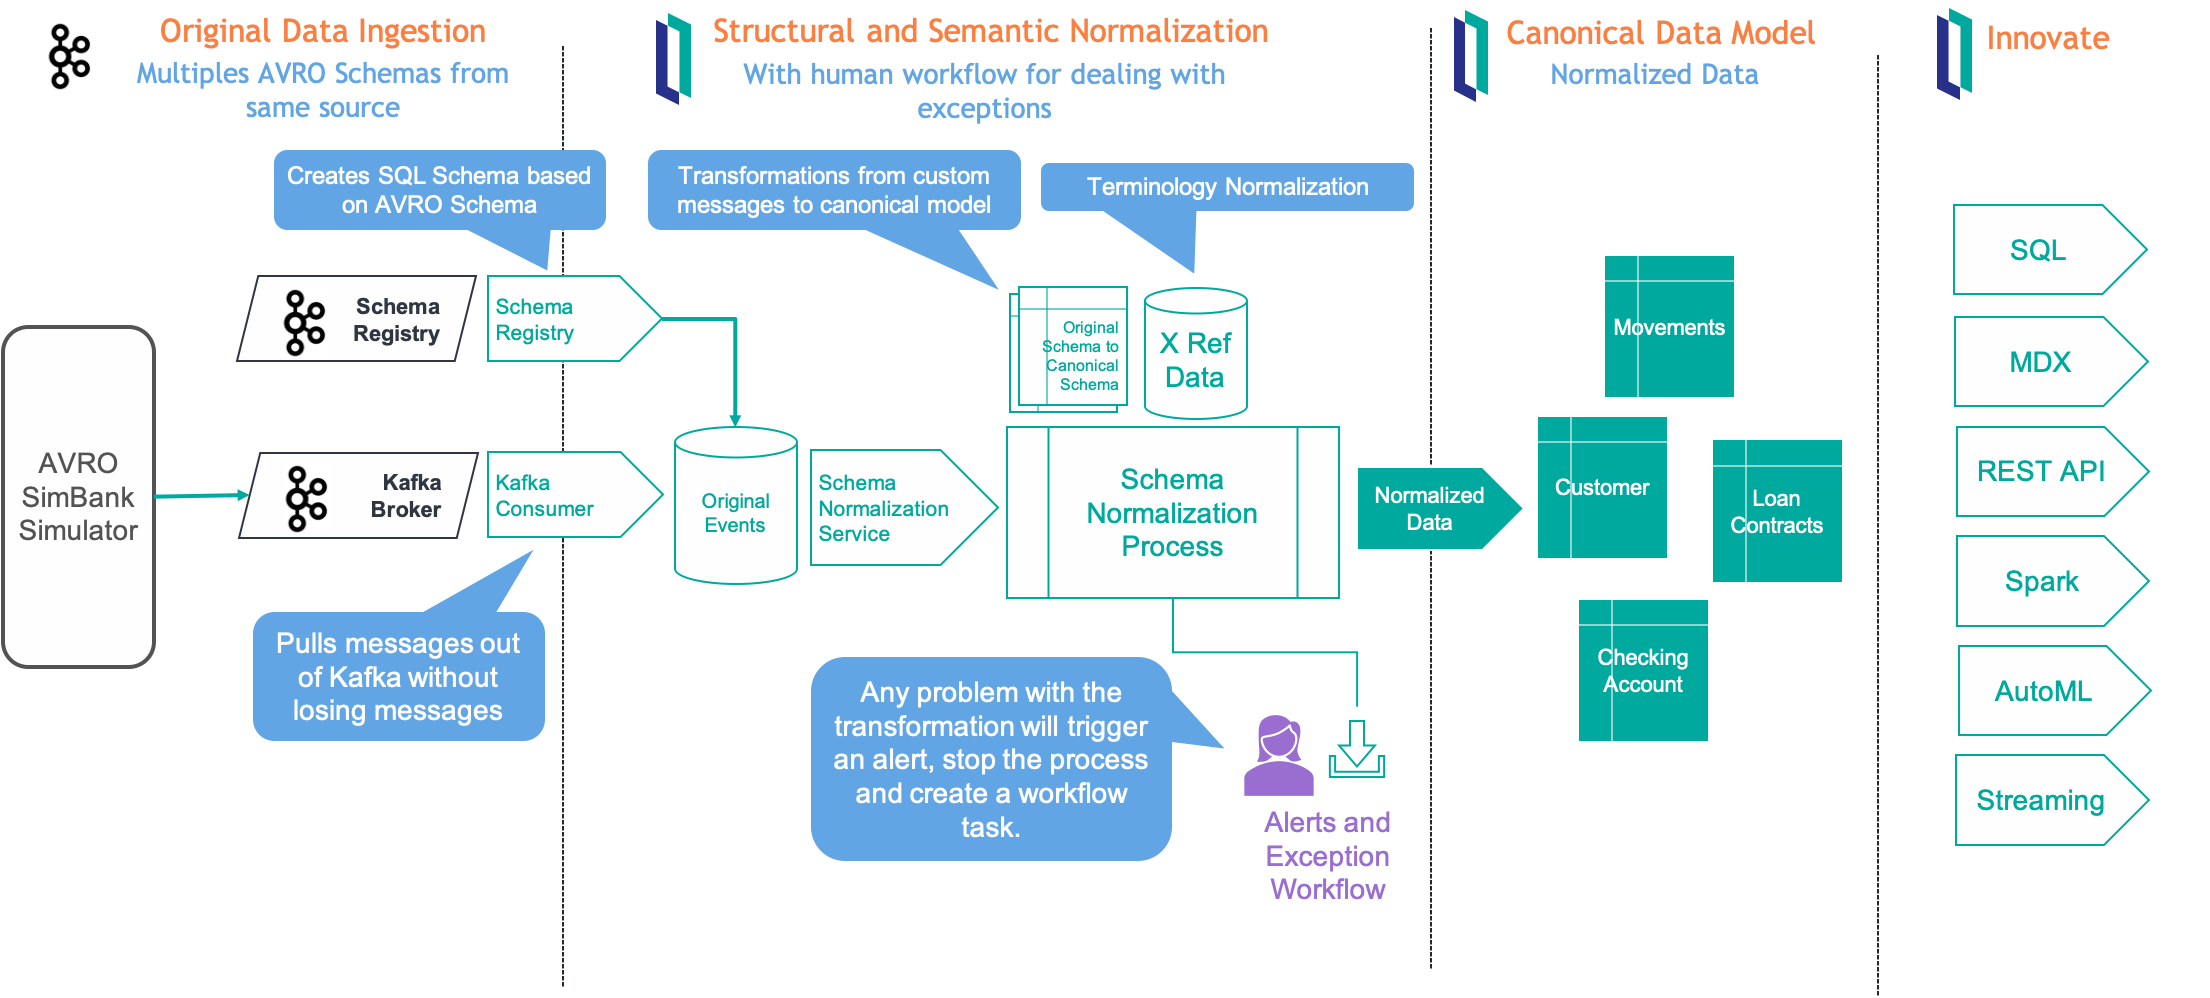 Original Data Ingestion
Multiples AVRO Schemas from
same source
Structural and Semantic Normalization
With human workflow for dealing with
exceptions
Canonical Data Model
Normalized Data
Innovate
Creates SQL Schema based
on AVRO Schema
Transformations from custom
messages to canonical model
Terminology Normalization
Schema
Registry
Schema
Registry
Original
Schema to
Canonical
Schema
X Ref
Data
AVRO
SimBank
Simulator
Kafka
Broker
Kafka
Consumer
Original
Events
Schema
Normalization
Service
Schema
Normalization
Process
Normalized
Data
Pulls messages out
of Kafka without
losing messages
Any problem with the
transformation will trigger
an alert, stop the process
and create a workflow
task.
Alerts and
Exception
Workflow
Movements
Customer
Loan
Contracts
Checking
Account
SQL
MDX
REST API
Spark
AutoML
Streaming